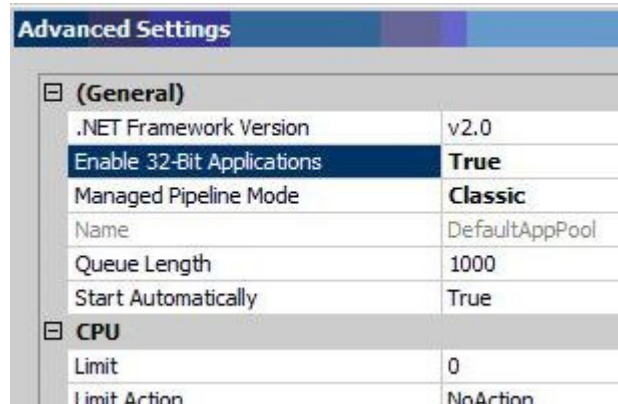 Advanced Settings
(General)
.NET Framework Version v2.0
Enable 32-Bit Applications True
Managed Pipeline Mode Classic
Name DefaultAppPool
Queue Length 1000
Start Automatically True
CPU
Limit 0
Limit Action NoAction